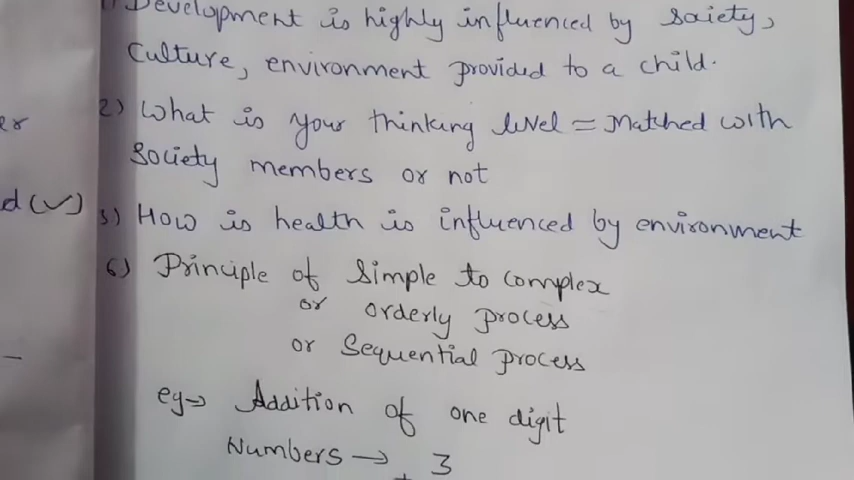 1) Development is highly influenced by Society,
Culture, environment provided to a child.
er
2) What is your thinking level = Matched with
Society members or not
d (✓)
3) How is health is influenced by environment
6) Principle of Simple to complex
or orderly process
or Sequential process
eg→ Addition of one digit
Numbers → + 3